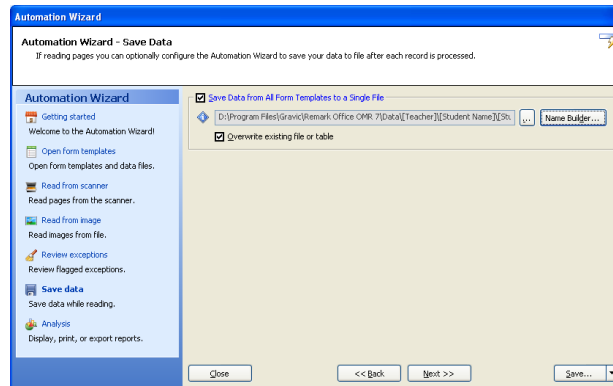 Automation Wizard
Automation Wizard - Save Data
If reading pages you can optionally configure the Automation Wizard to save your data to file after each record is processed.
Automation Wizard
Getting started
Welcome to the Automation Wizard!
Open form templates
Open form templates and data files.
Read from scanner
Read pages from the scanner.
Read from image
Read images from file.
Review exceptions
Review flagged exceptions.
Save data
Save data while reading.
Analysis
Display, print, or export reports.
Save Data from All Form Templates to a Single File
D:\Program Files\Gravic\Remark Office OMR 7\Data\[Teacher]\[Student Name]\[Stu
... Name Builder...
Overwrite existing file or table
Close << Back Next >> Save...